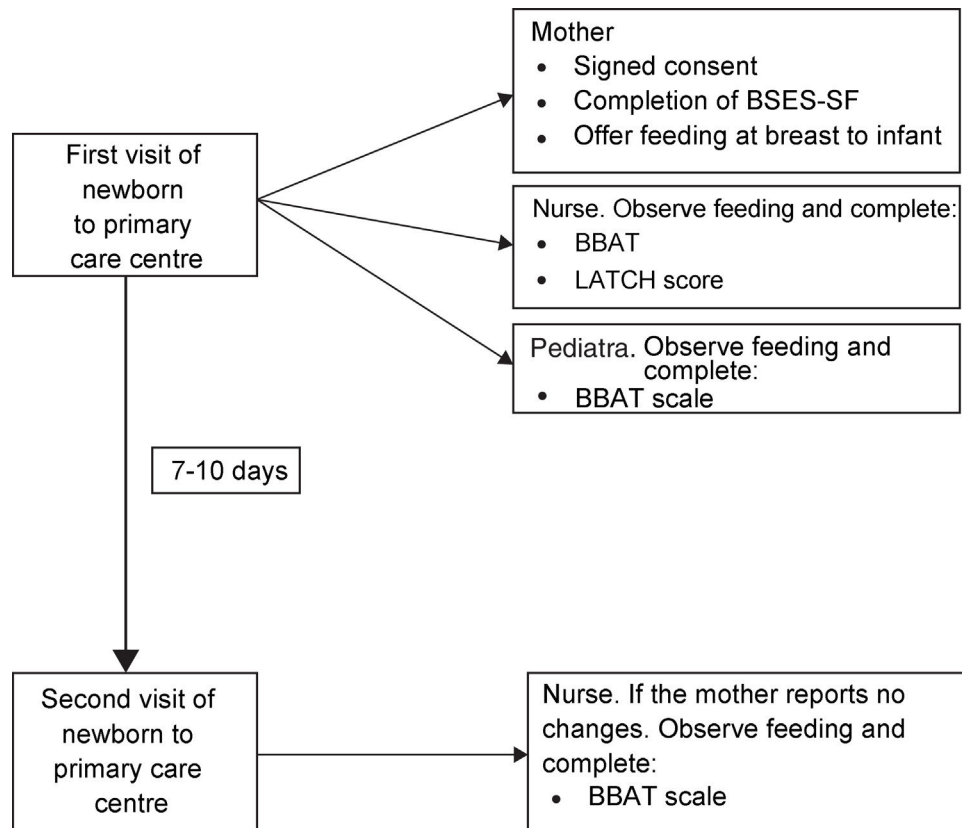 First visit of
newborn
to primary
care centre
Mother
• Signed consent
• Completion of BSES-SF
• Offer feeding at breast to infant
Nurse. Observe feeding and complete:
• BBAT
• LATCH score
Pediatra. Observe feeding and
complete:
• BBAT scale
7-10 days
Second visit of
newborn to
primary care
centre
Nurse. If the mother reports no
changes. Observe feeding and
complete:
• BBAT scale